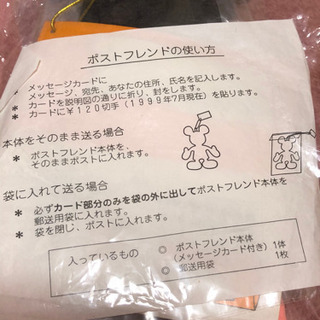 ポストフレンドの使い方
* メッセージカードに
メッセージ、宛先、あなたの住所、氏名を記入します。
* カードを説明図の通りに折り、封をします。
* カードに¥120切手（1999年7月現在）を貼ります。
本体をそのまま送る場合
* ポストフレンド本体を、
そのままポストに入れます。
袋に入れて送る場合
* 必ずカード部分のみを袋の外に出してポストフレンド本体を
郵送用袋に入れます。
* 袋を閉じ、ポストに入れます。
入っているもの
○ ポストフレンド本体
(メッセージカード付き) 1体
○ 郵送用袋 1枚